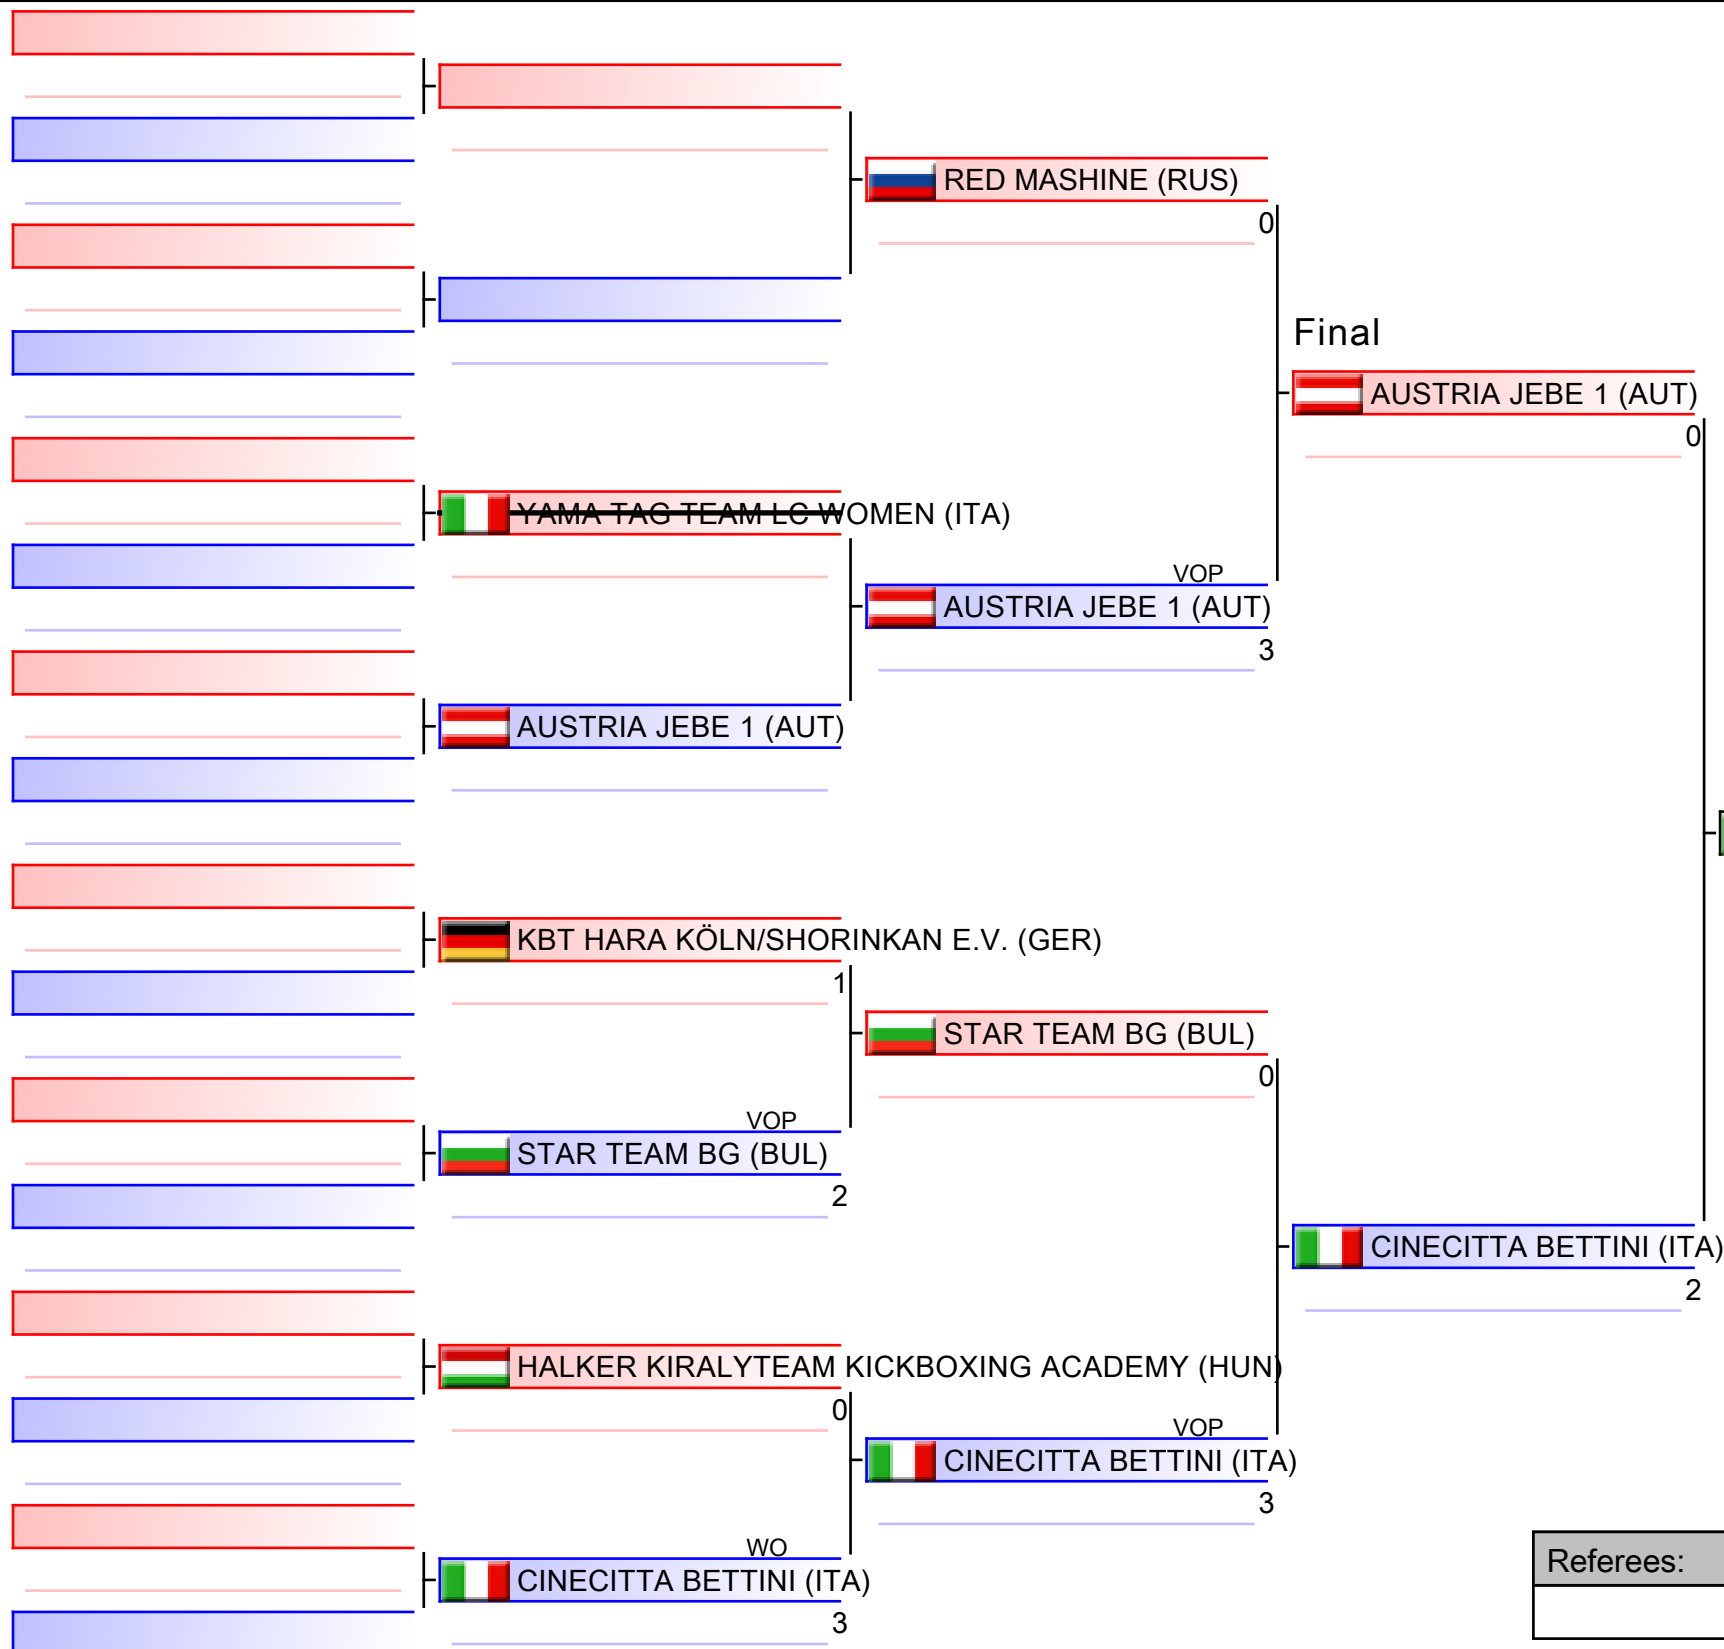 RED MASHINE (RUS)
0
Final
AUSTRIA JEBE 1 (AUT)
0
YAMA TAG TEAM LC WOMEN (ITA)
VOP
AUSTRIA JEBE 1 (AUT)
3
AUSTRIA JEBE 1 (AUT)
KBT HARA KÖLN/SHORINKAN E.V. (GER)
1
STAR TEAM BG (BUL)
0
VOP
STAR TEAM BG (BUL)
2
CINECITTA BETTINI (ITA)
2
HALKER KIRALYTEAM KICKBOXING ACADEMY (HUN)
0
VOP
CINECITTA BETTINI (ITA)
3
WO
CINECITTA BETTINI (ITA)
3
Referees: